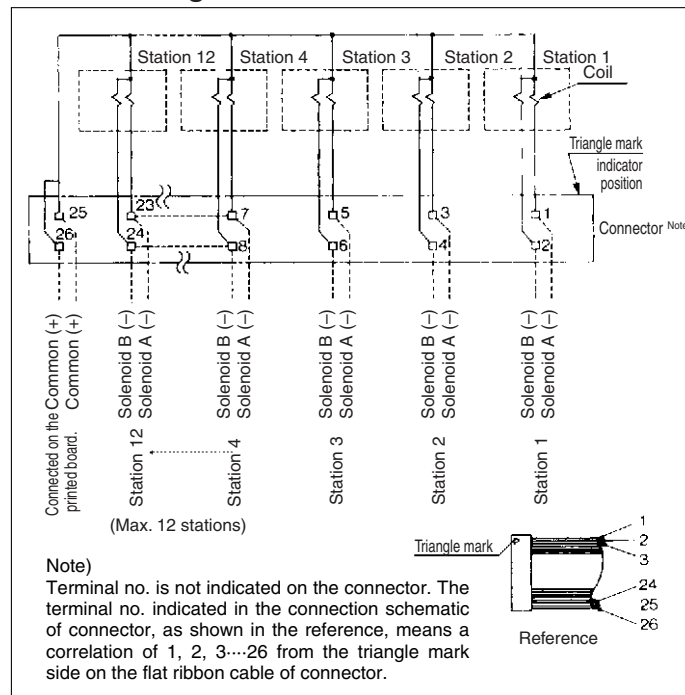 Station 12 Station 4 Station 3 Station 2 Station 1
Coil
Triangle mark
indicator
position
25 23 7 5 3 1
Connector Note
26 24 8 6 4 2
Connected on the printed board.
Common (+)
Common (+)
Solenoid B (−)
Solenoid A (−)
Solenoid B (−)
Solenoid A (−)
Solenoid B (−)
Solenoid A (−)
Solenoid B (−)
Solenoid A (−)
Solenoid B (−)
Solenoid A (−)
Station 12
Station 4
Station 3
Station 2
Station 1
(Max. 12 stations)
Triangle mark
1
2
3
24
25
26
Reference
Note)
Terminal no. is not indicated on the connector. The
terminal no. indicated in the connection schematic
of connector, as shown in the reference, means a
correlation of 1, 2, 3····26 from the triangle mark
side on the flat ribbon cable of connector.